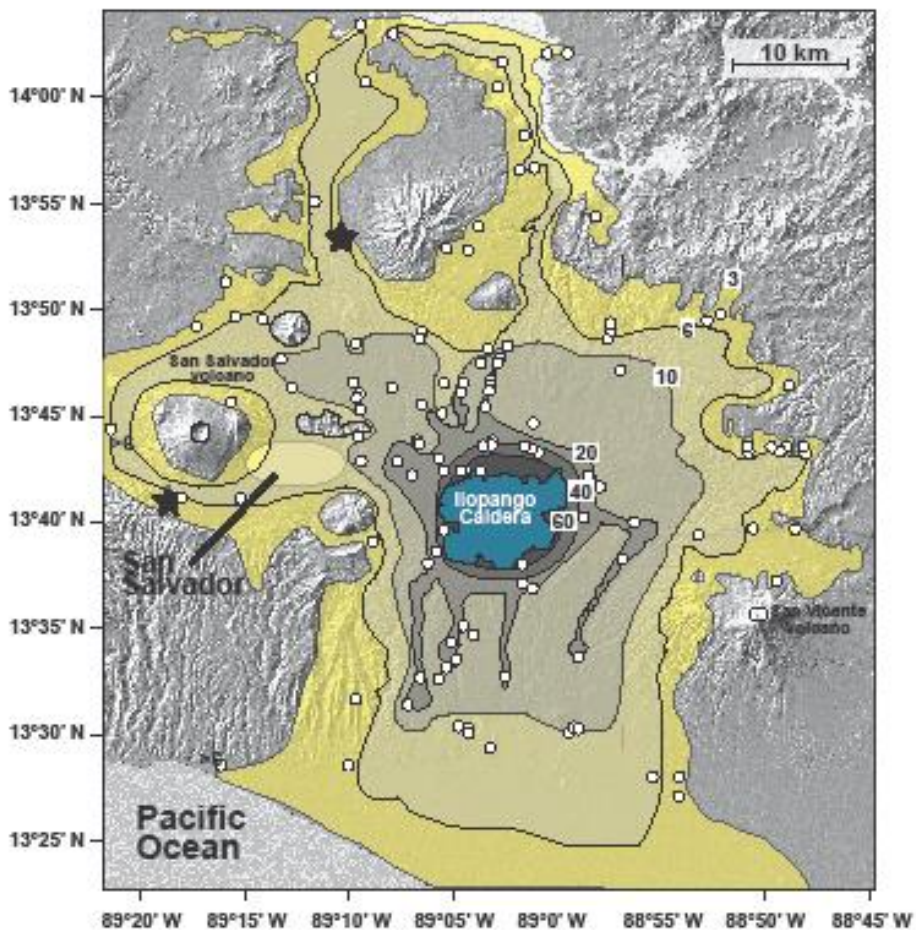 10 km
14°00' N
13°55' N
13°50' N
13°45' N
13°40' N
13°35' N
13°30' N
13°25' N
3
6
10
San Salvador
volcano
20
40
60
Ilopango
Caldera
San
Salvador
San Vicente
volcano
Pacific
Ocean
89°20' W
89°15' W
89°10' W
89°05' W
89°0' W
88°55' W
88°50' W
88°45' W